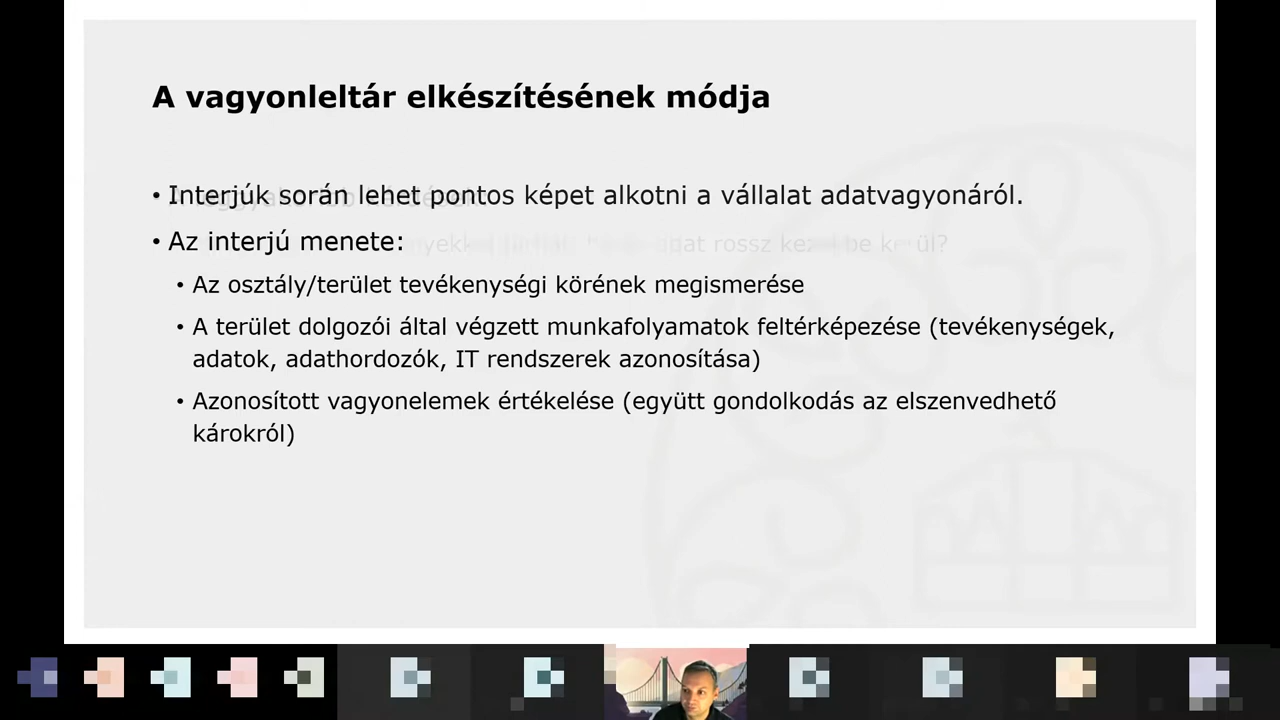 A vagyonleltár elkészítésének módja
• Interjúk során lehet pontos képet alkotni a vállalat adatvagyonáról.
• Az interjú menete:
• Az osztály/terület tevékenységi körének megismerése
• A terület dolgozói által végzett munkafolyamatok feltérképezése (tevékenységek,
adatok, adathordozók, IT rendszerek azonosítása)
• Azonosított vagyonelemek értékelése (együtt gondolkodás az elszenvedhető
károkról)